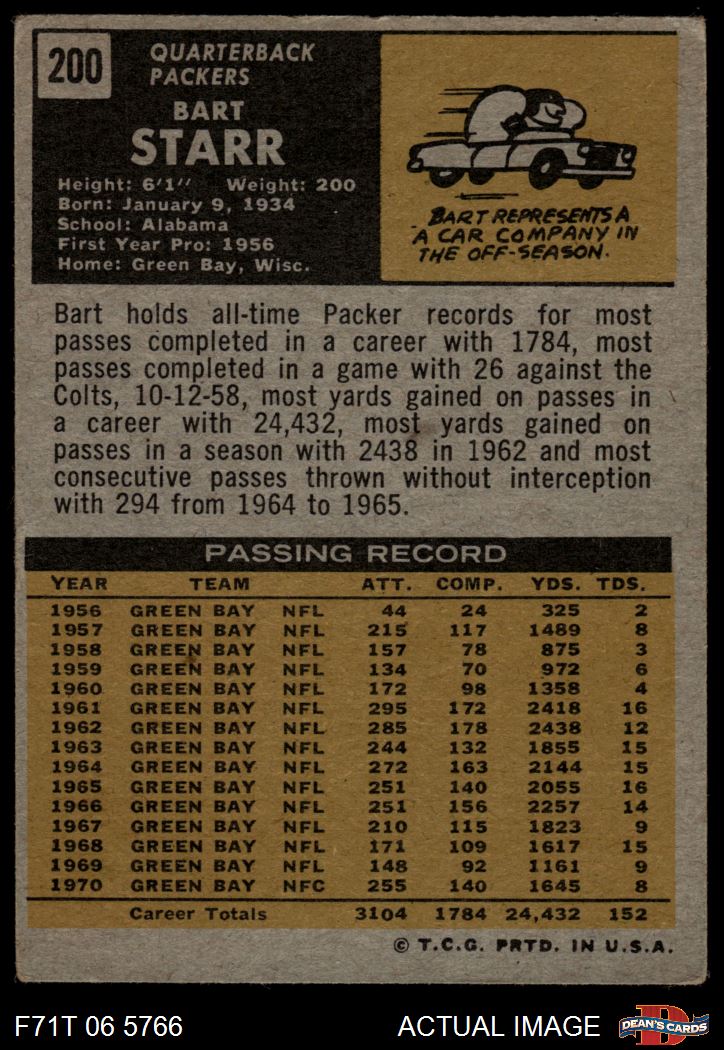 200
QUARTERBACK
PACKERS
BART
STARR
Height: 6'1" Weight: 200
Born: January 9, 1934
School: Alabama
First Year Pro: 1956
Home: Green Bay, Wisc.
BART REPRESENTS A
A CAR COMPANY IN
THE OFF-SEASON.
Bart holds all-time Packer records for most
passes completed in a career with 1784, most
passes completed in a game with 26 against the
Colts, 10-12-58, most yards gained on passes in
a career with 24,432, most yards gained on
passes in a season with 2438 in 1962 and most
consecutive passes thrown without interception
with 294 from 1964 to 1965.
PASSING RECORD
YEAR TEAM ATT. COMP. YDS. TDS.
1956 GREEN BAY NFL 44 24 325 2
1957 GREEN BAY NFL 215 117 1489 8
1958 GREEN BAY NFL 157 78 875 3
1959 GREEN BAY NFL 134 70 972 6
1960 GREEN BAY NFL 172 98 1358 4
1961 GREEN BAY NFL 295 172 2418 16
1962 GREEN BAY NFL 285 178 2438 12
1963 GREEN BAY NFL 244 132 1855 15
1964 GREEN BAY NFL 272 163 2144 15
1965 GREEN BAY NFL 251 140 2055 16
1966 GREEN BAY NFL 251 156 2257 14
1967 GREEN BAY NFL 210 115 1823 9
1968 GREEN BAY NFL 171 109 1617 15
1969 GREEN BAY NFL 148 92 1161 9
1970 GREEN BAY NFC 255 140 1645 8
Career Totals 3104 1784 24,432 152
© T.C.G. PRTD. IN U.S.A.
F71T 06 5766 ACTUAL IMAGE D DEAN'S CARDS